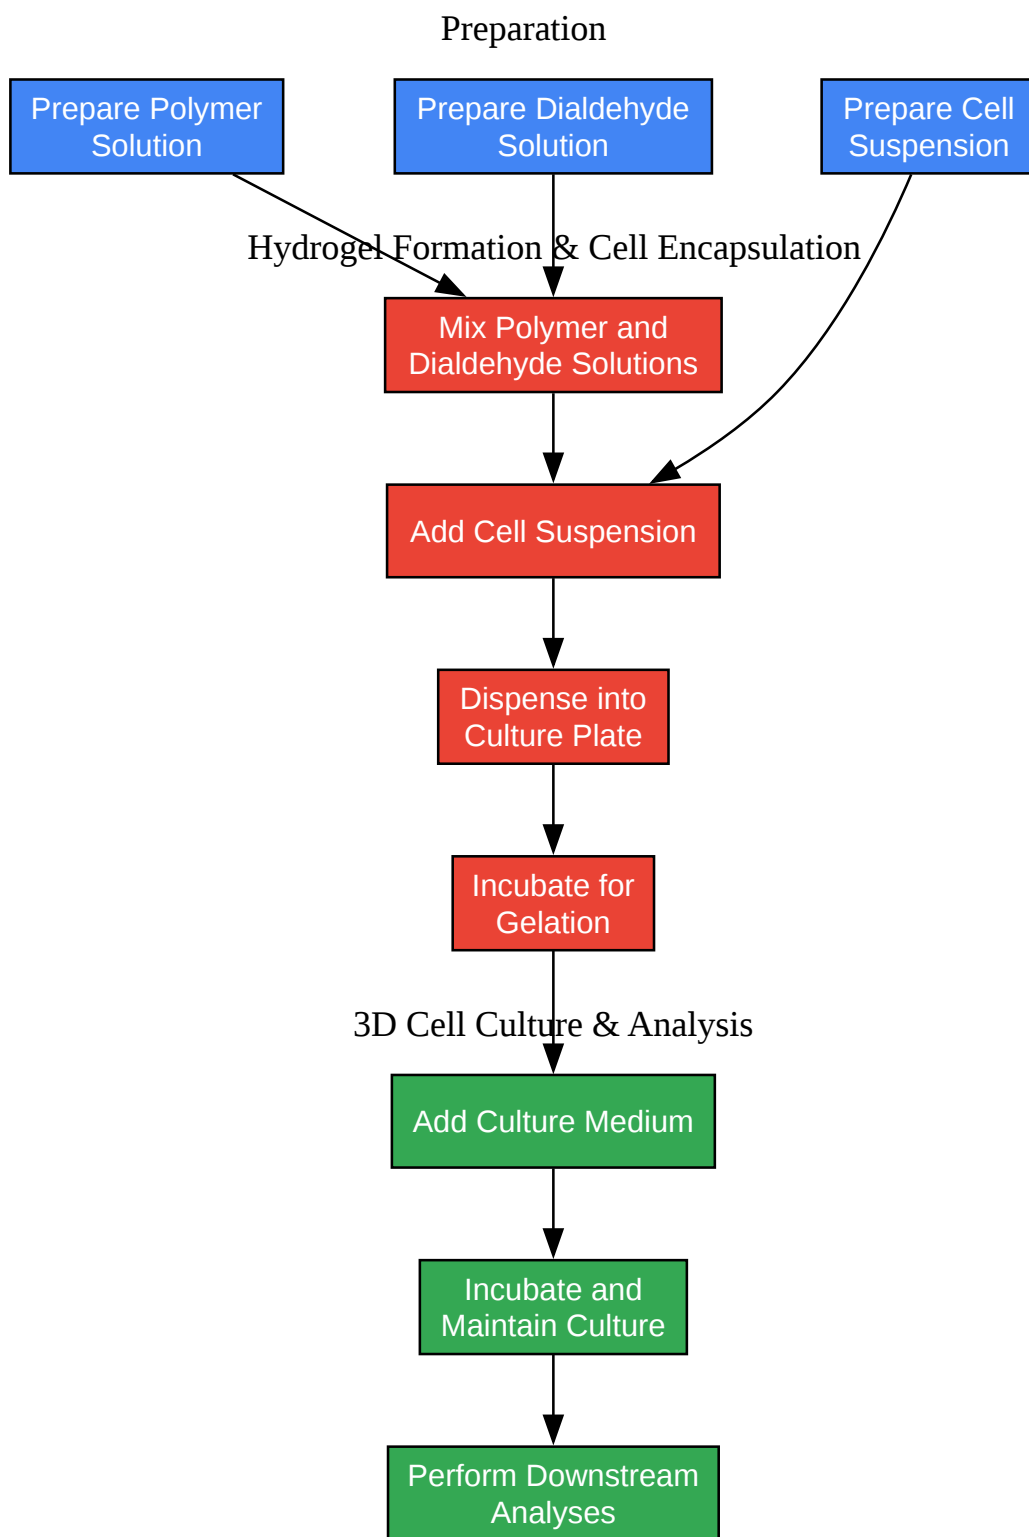 Preparation
Prepare Polymer
Solution
Prepare Dialdehyde
Solution
Prepare Cell
Suspension
Hydrogel Formation & Cell Encapsulation
Mix Polymer and
Dialdehyde Solutions
Add Cell Suspension
Dispense into
Culture Plate
Incubate for
Gelation
3D Cell Culture & Analysis
Add Culture Medium
Incubate and
Maintain Culture
Perform Downstream
Analyses